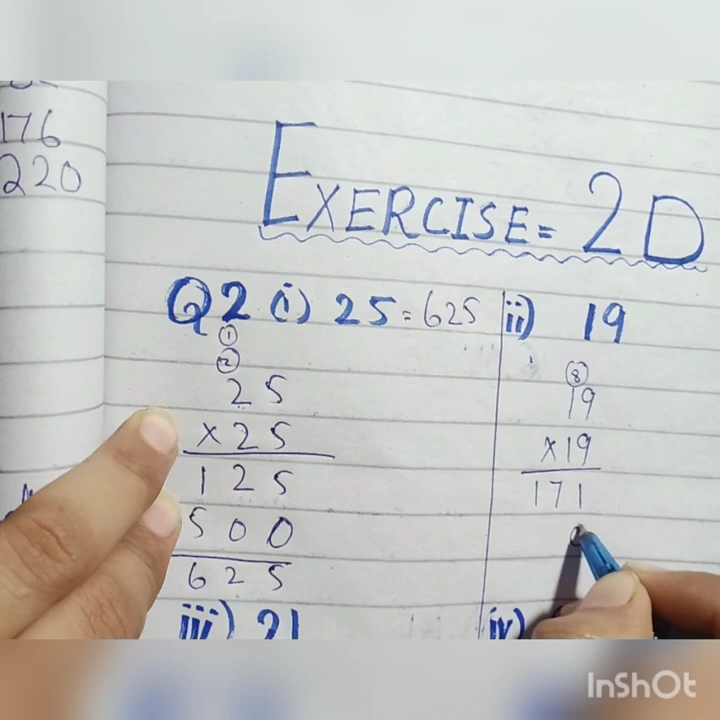 176
220
EXERCISE= 2D
Q2 (i) 25 = 625
①
②
25
×25
125
500
625
ii) 19
⑧
19
×19
171
0
iii) 21
iv)
InShOt